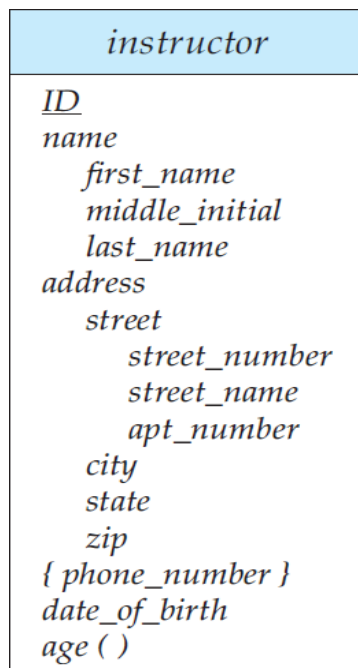 instructor
ID
name
first_name
middle_initial
last_name
address
street
street_number
street_name
apt_number
city
state
zip
{ phone_number }
date_of_birth
age ( )